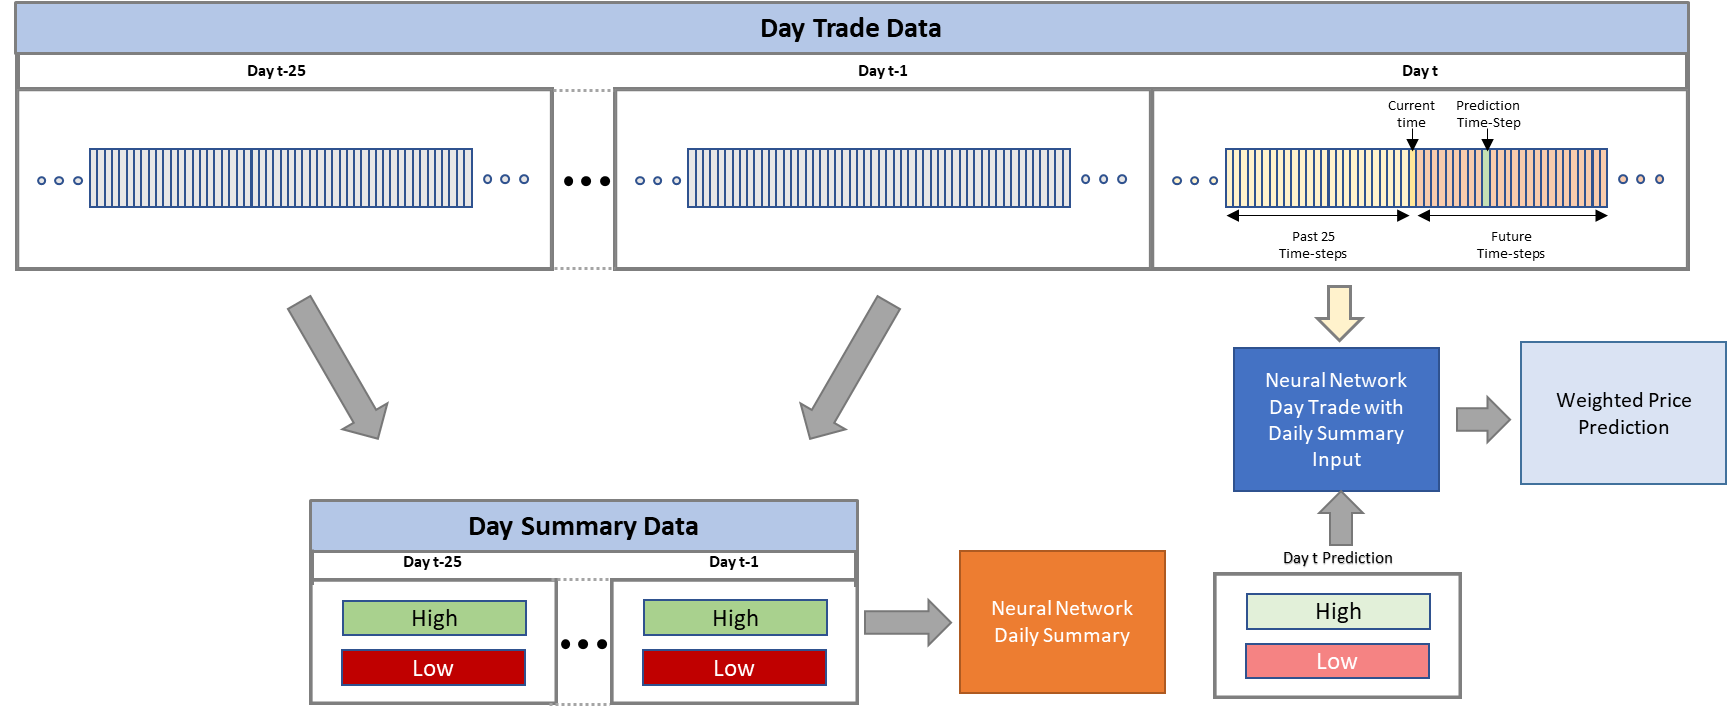 Day Trade Data
Day t-25
Day t-1
Day t
Current
time
Prediction
Time-Step
Past 25
Time-steps
Future
Time-steps
Neural Network
Day Trade with
Daily Summary
Input
Weighted Price
Prediction
Day Summary Data
Day t-25
Day t-1
High
High
Low
Low
Neural Network
Daily Summary
Day t Prediction
High
Low